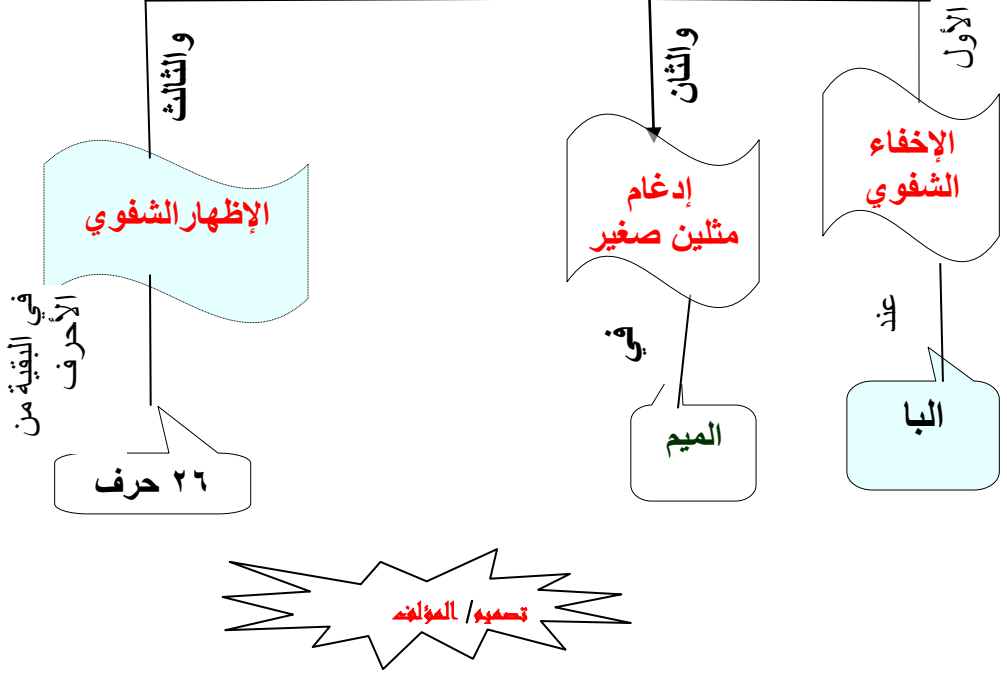 الأول
الإخفاء
الشفوي
عند
البا
والثان
إدغام
مثلين صغير
في
الميم
والثالث
الإظهارالشفوي
في البقية من
الأحرف
٢٦ حرف
تصميم/ المؤلف